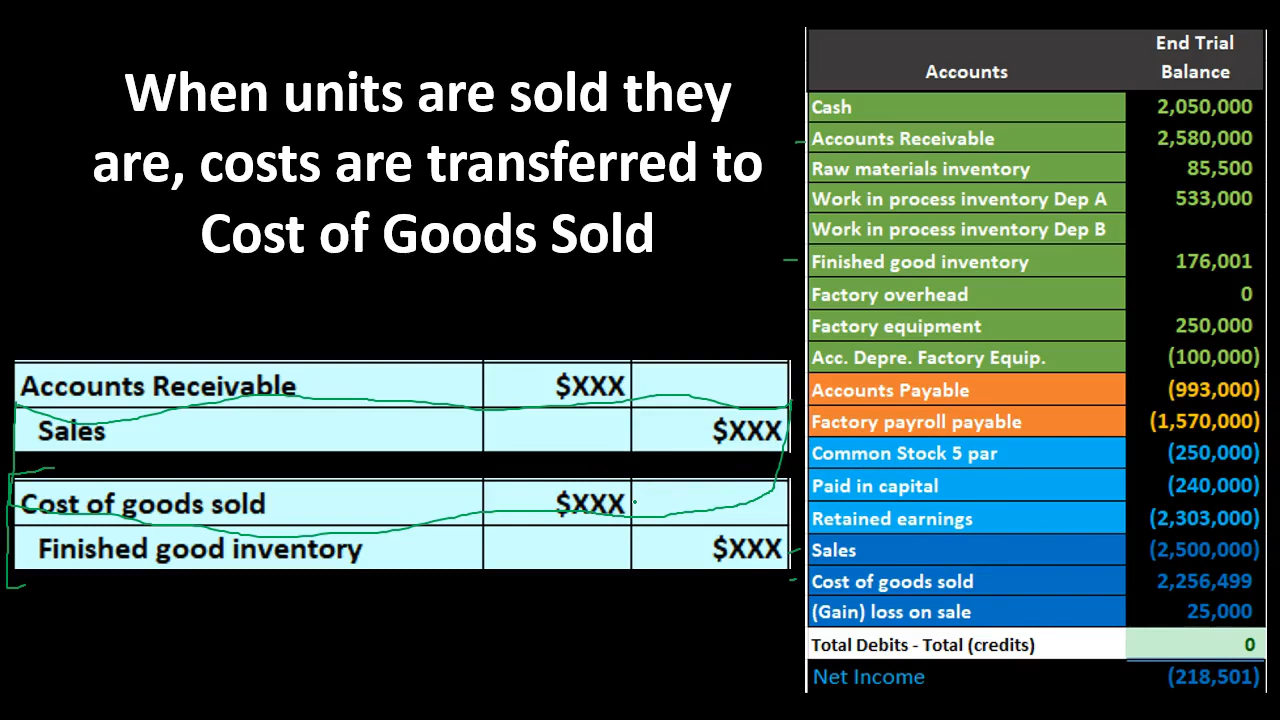 When units are sold they
are, costs are transferred to
Cost of Goods Sold
Accounts Receivable $XXX
Sales $XXX
Cost of goods sold $XXX
Finished good inventory $XXX
Accounts End Trial Balance
Cash 2,050,000
Accounts Receivable 2,580,000
Raw materials inventory 85,500
Work in process inventory Dep A 533,000
Work in process inventory Dep B
Finished good inventory 176,001
Factory overhead 0
Factory equipment 250,000
Acc. Depre. Factory Equip. (100,000)
Accounts Payable (993,000)
Factory payroll payable (1,570,000)
Common Stock 5 par (250,000)
Paid in capital (240,000)
Retained earnings (2,303,000)
Sales (2,500,000)
Cost of goods sold 2,256,499
(Gain) loss on sale 25,000
Total Debits - Total (credits) 0
Net Income (218,501)